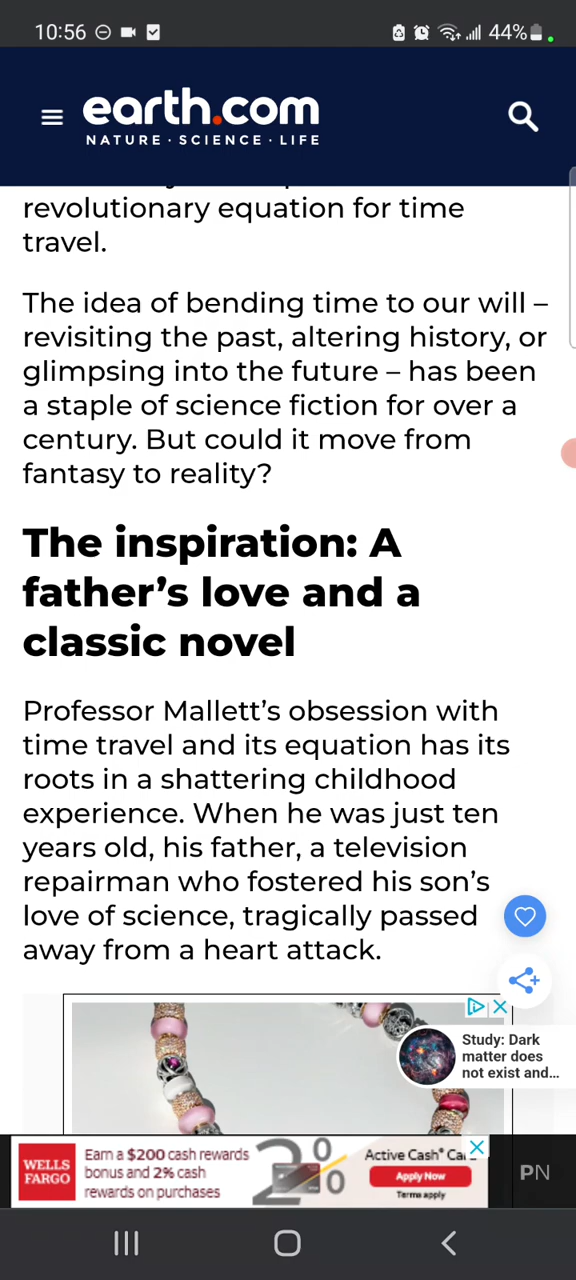 10:56
44%
earth.com
NATURE · SCIENCE · LIFE
revolutionary equation for time
travel.
The idea of bending time to our will –
revisiting the past, altering history, or
glimpsing into the future – has been
a staple of science fiction for over a
century. But could it move from
fantasy to reality?
The inspiration: A
father’s love and a
classic novel
Professor Mallett’s obsession with
time travel and its equation has its
roots in a shattering childhood
experience. When he was just ten
years old, his father, a television
repairman who fostered his son’s
love of science, tragically passed
away from a heart attack.
Study: Dark
matter does
not exist and...
WELLS
FARGO
Earn a $200 cash rewards
bonus and 2% cash
rewards on purchases
2%
Active Cash® Ca
Apply Now
Terms apply
PN